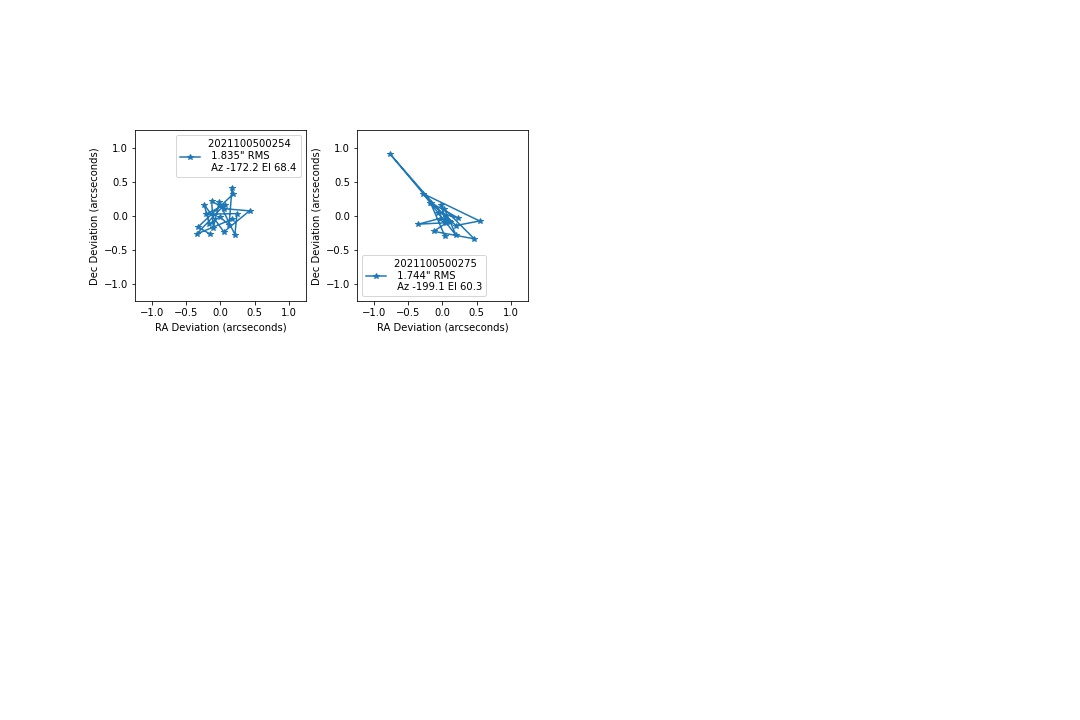 Dec Deviation (arcseconds)
1.0
0.5
0.0
−0.5
−1.0
2021100500254
1.835" RMS
Az -172.2 El 68.4
−1.0 −0.5 0.0 0.5 1.0
RA Deviation (arcseconds)
Dec Deviation (arcseconds)
1.0
0.5
0.0
−0.5
−1.0
2021100500275
1.744" RMS
Az -199.1 El 60.3
−1.0 −0.5 0.0 0.5 1.0
RA Deviation (arcseconds)